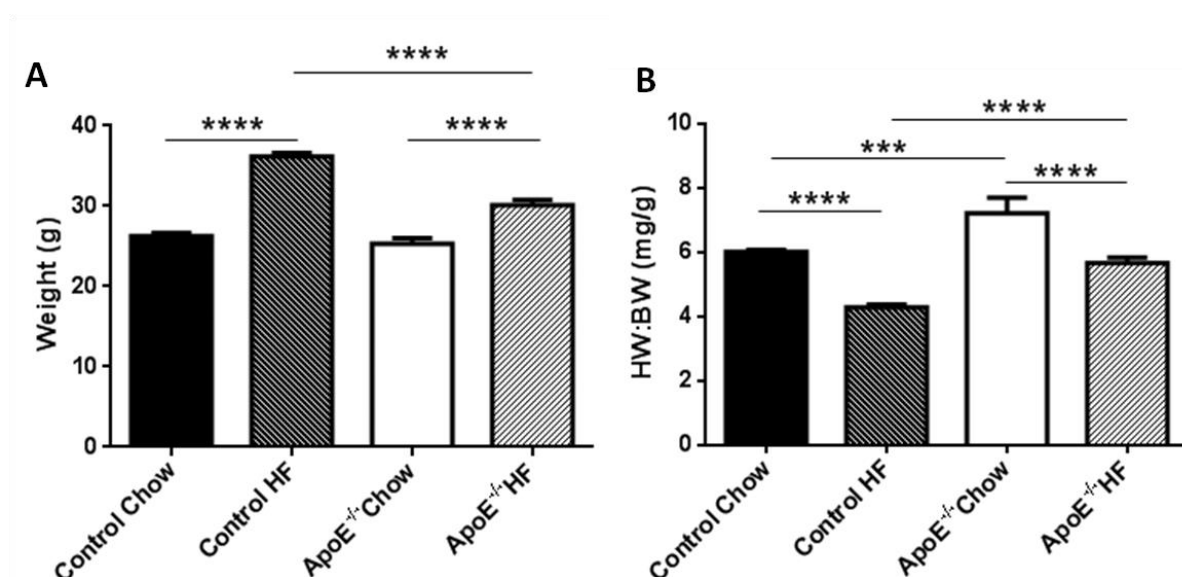 A
****
****
****
Weight (g)
40
30
20
10
0
Control Chow
Control HF
ApoE-/-Chow
ApoE-/-HF
B
****
***
****
****
HW:BW (mg/g)
10
8
6
4
2
0
Control Chow
Control HF
ApoE-/-Chow
ApoE-/-HF